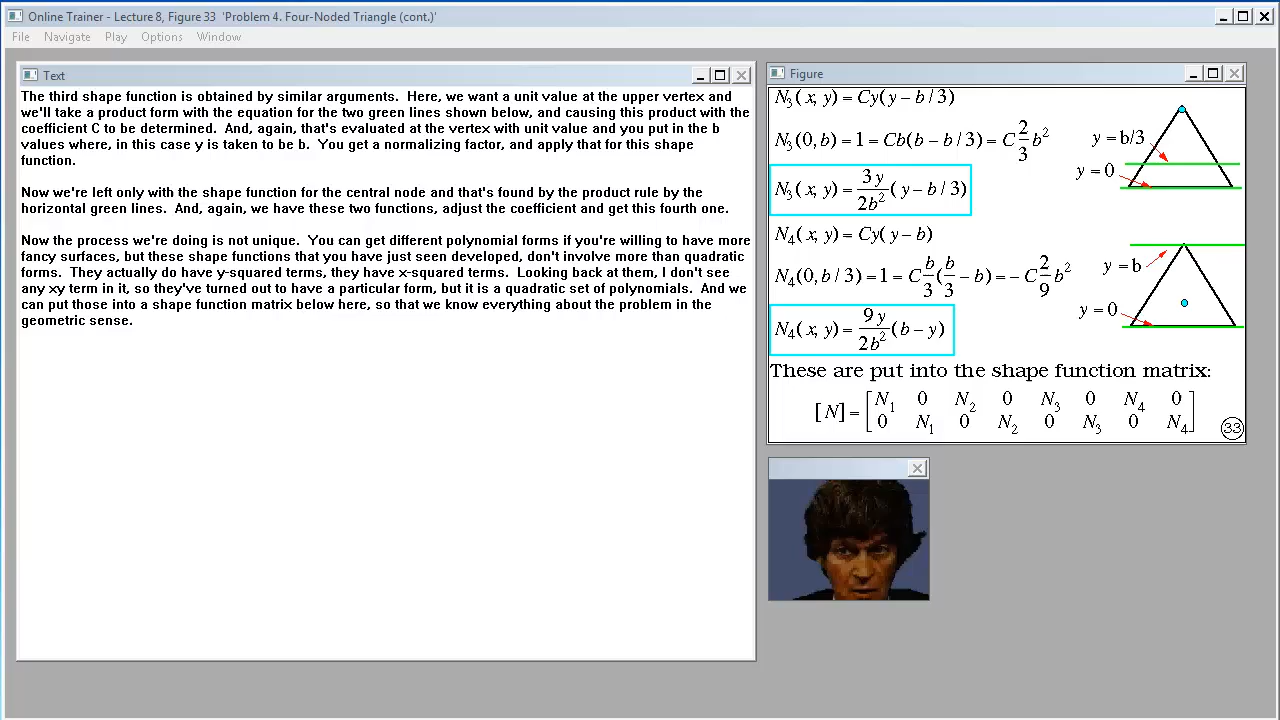 Online Trainer - Lecture 8, Figure 33 'Problem 4. Four-Noded Triangle (cont.)'
File Navigate Play Options Window
Text
The third shape function is obtained by similar arguments. Here, we want a unit value at the upper vertex and
we'll take a product form with the equation for the two green lines shown below, and causing this product with the
coefficient C to be determined. And, again, that's evaluated at the vertex with unit value and you put in the b
values where, in this case y is taken to be b. You get a normalizing factor, and apply that for this shape
function.
Now we're left only with the shape function for the central node and that's found by the product rule by the
horizontal green lines. And, again, we have these two functions, adjust the coefficient and get this fourth one.
Now the process we're doing is not unique. You can get different polynomial forms if you're willing to have more
fancy surfaces, but these shape functions that you have just seen developed, don't involve more than quadratic
forms. They actually do have y-squared terms, they have x-squared terms. Looking back at them, I don't see
any xy term in it, so they've turned out to have a particular form, but it is a quadratic set of polynomials. And we
can put those into a shape function matrix below here, so that we know everything about the problem in the
geometric sense.
Figure
N₃(x, y) = Cy(y − b/3)
N₃(0, b) = 1 = Cb(b − b/3) = C 2/3 b²
y = b/3
y = 0
N₃(x, y) = 3y/2b² (y − b/3)
N₄(x, y) = Cy(y − b)
N₄(0, b/3) = 1 = C b/3 (b/3 − b) = − C 2/9 b²
y = b
y = 0
N₄(x, y) = 9y/2b² (b − y)
These are put into the shape function matrix:
[N] = [N₁ 0 N₂ 0 N₃ 0 N₄ 0
0 N₁ 0 N₂ 0 N₃ 0 N₄]
33